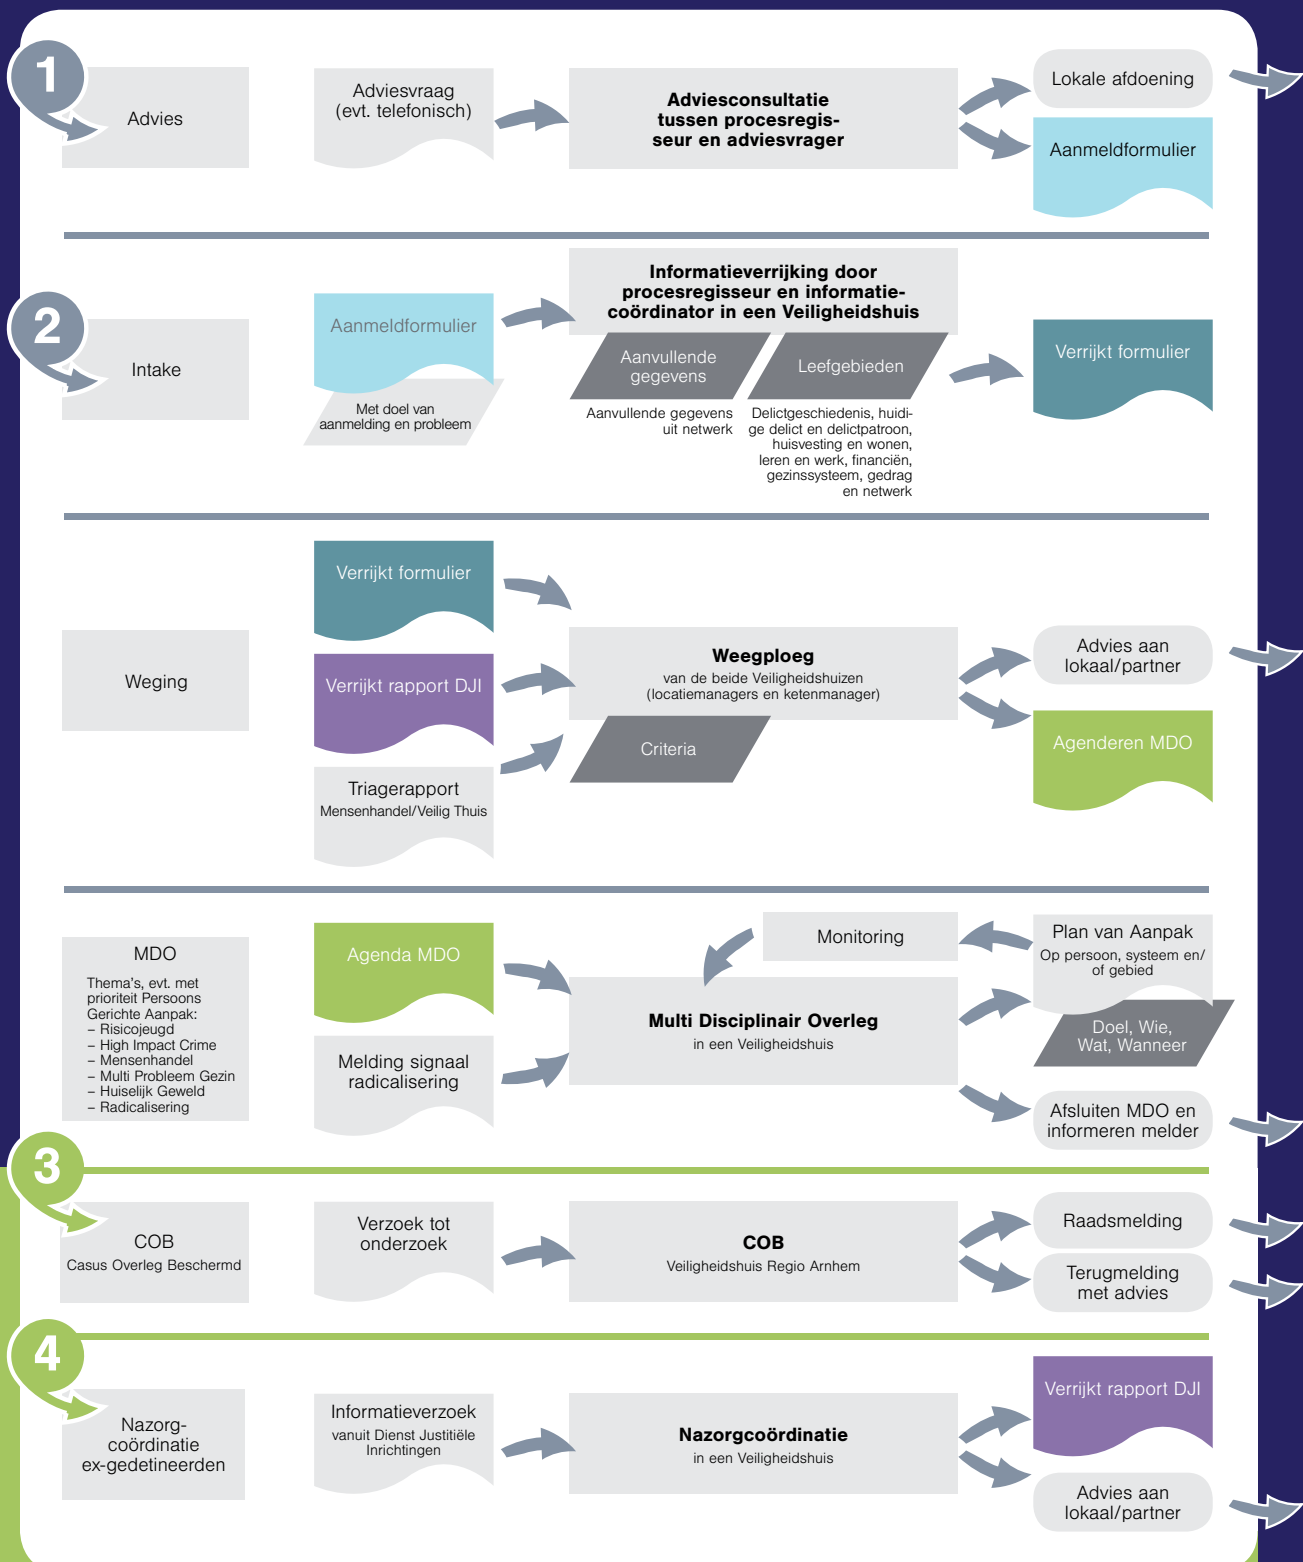 1
Advies
Adviesvraag
(evt. telefonisch)
Adviesconsultatie
tussen procesregis-
seur en adviesvrager
Lokale afdoening
Aanmeldformulier
2
Intake
Aanmeldformulier
Met doel van
aanmelding en probleem
Informatieverrijking door
procesregisseur en informatie-
coördinator in een Veiligheidshuis
Aanvullende
gegevens
Leefgebieden
Aanvullende gegevens
uit netwerk
Delictgeschiedenis, huidi-
ge delict en delictpatroon,
huisvesting en wonen,
leren en werk, financiën,
gezinssysteem, gedrag
en netwerk
Verrijkt formulier
Weging
Verrijkt formulier
Verrijkt rapport DJI
Triagerapport
Mensenhandel/Veilig Thuis
Weegploeg
van de beide Veiligheidshuizen
(locatiemanagers en ketenmanager)
Criteria
Advies aan
lokaal/partner
Agenderen MDO
MDO
Thema's, evt. met
prioriteit Persoons
Gerichte Aanpak:
– Risicojeugd
– High Impact Crime
– Mensenhandel
– Multi Probleem Gezin
– Huiselijk Geweld
– Radicalisering
Agenda MDO
Melding signaal
radicalisering
Monitoring
Multi Disciplinair Overleg
in een Veiligheidshuis
Plan van Aanpak
Op persoon, systeem en/
of gebied
Doel, Wie,
Wat, Wanneer
Afsluiten MDO en
informeren melder
3
COB
Casus Overleg Beschermd
Verzoek tot
onderzoek
COB
Veiligheidshuis Regio Arnhem
Raadsmelding
Terugmelding
met advies
4
Nazorg-
coördinatie
ex-gedetineerden
Informatieverzoek
vanuit Dienst Justitiële
Inrichtingen
Nazorgcoördinatie
in een Veiligheidshuis
Verrijkt rapport DJI
Advies aan
lokaal/partner